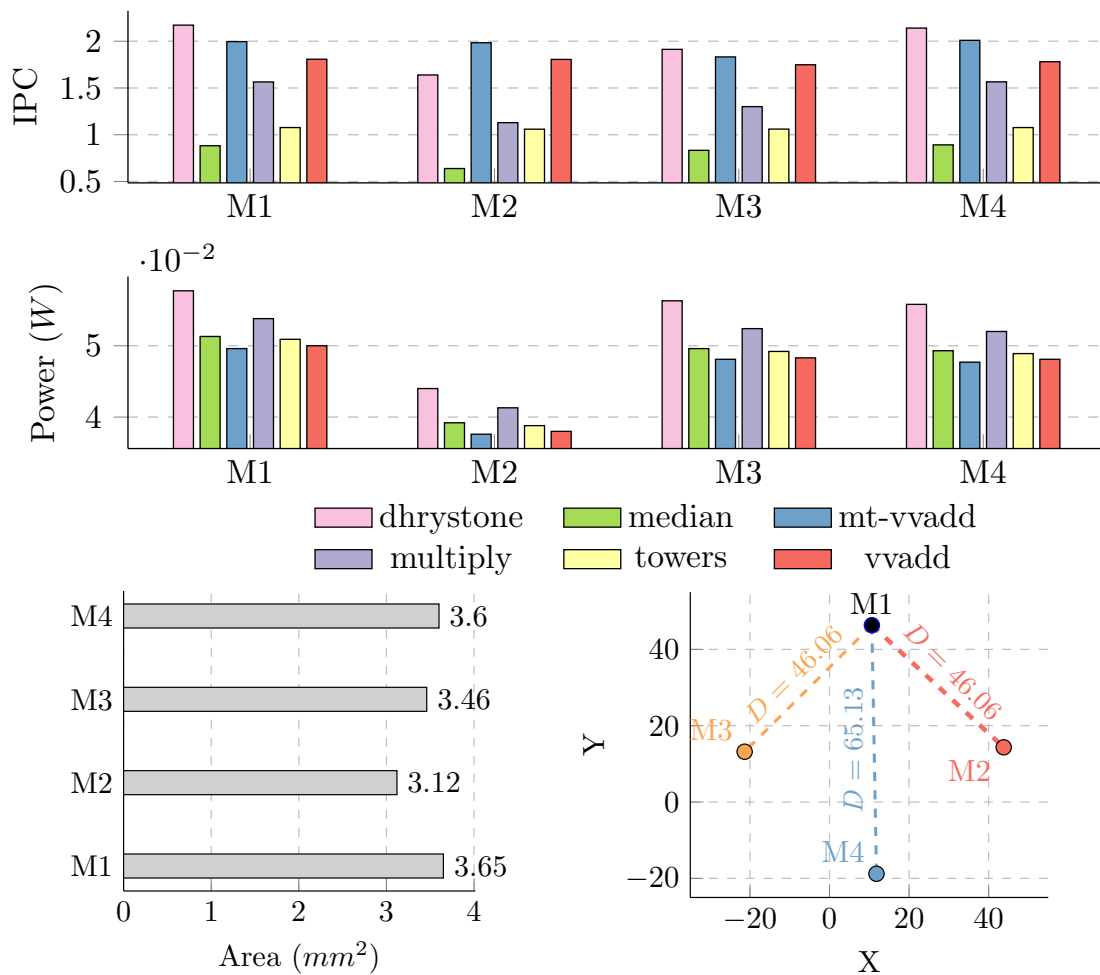 IPC
2
1.5
1
0.5
M1 M2 M3 M4
·10⁻²
Power (W)
5
4
M1 M2 M3 M4
dhrystone median mt-vvadd
multiply towers vvadd
M4 3.6
M3 3.46
M2 3.12
M1 3.65
0 1 2 3 4
Area (mm²)
M1
40
20
0
−20
Y
D = 46.06
D = 65.13
D = 46.06
M3
M2
M4
−20 0 20 40
X